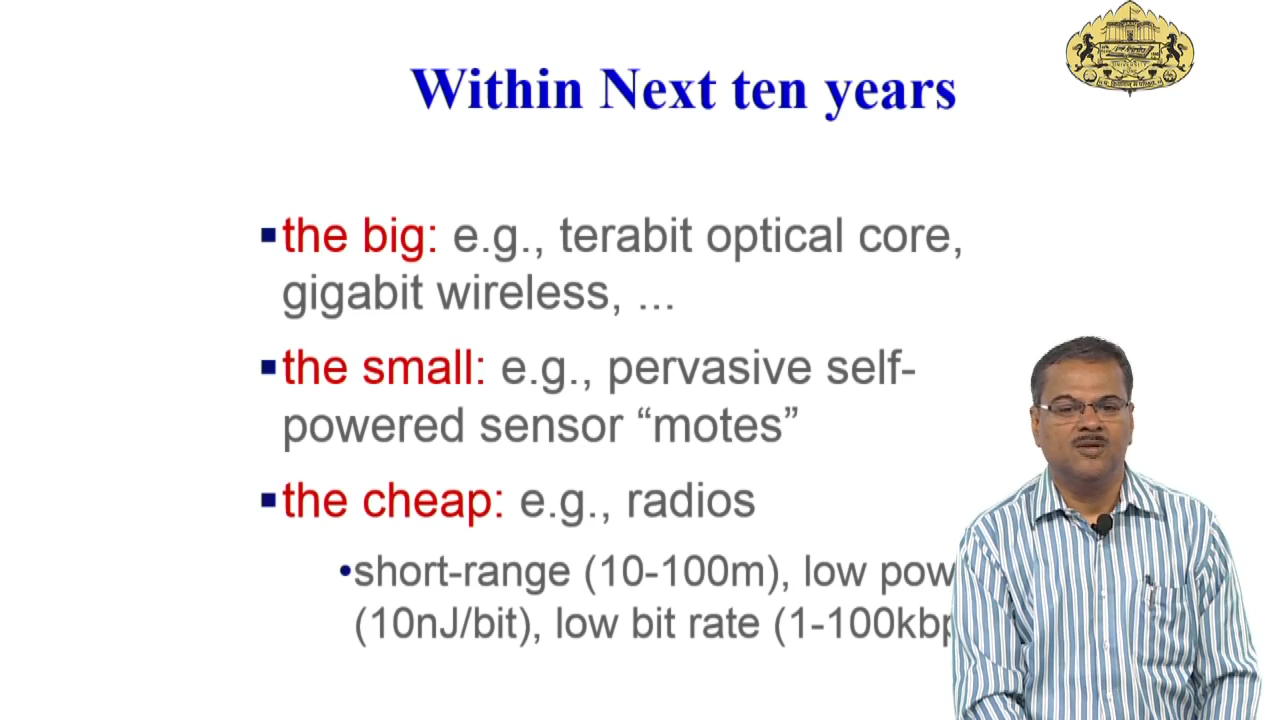 Within Next ten years
the big: e.g., terabit optical core,
gigabit wireless, ...
the small: e.g., pervasive self-
powered sensor “motes”
the cheap: e.g., radios
•short-range (10-100m), low pow
(10nJ/bit), low bit rate (1-100kbp